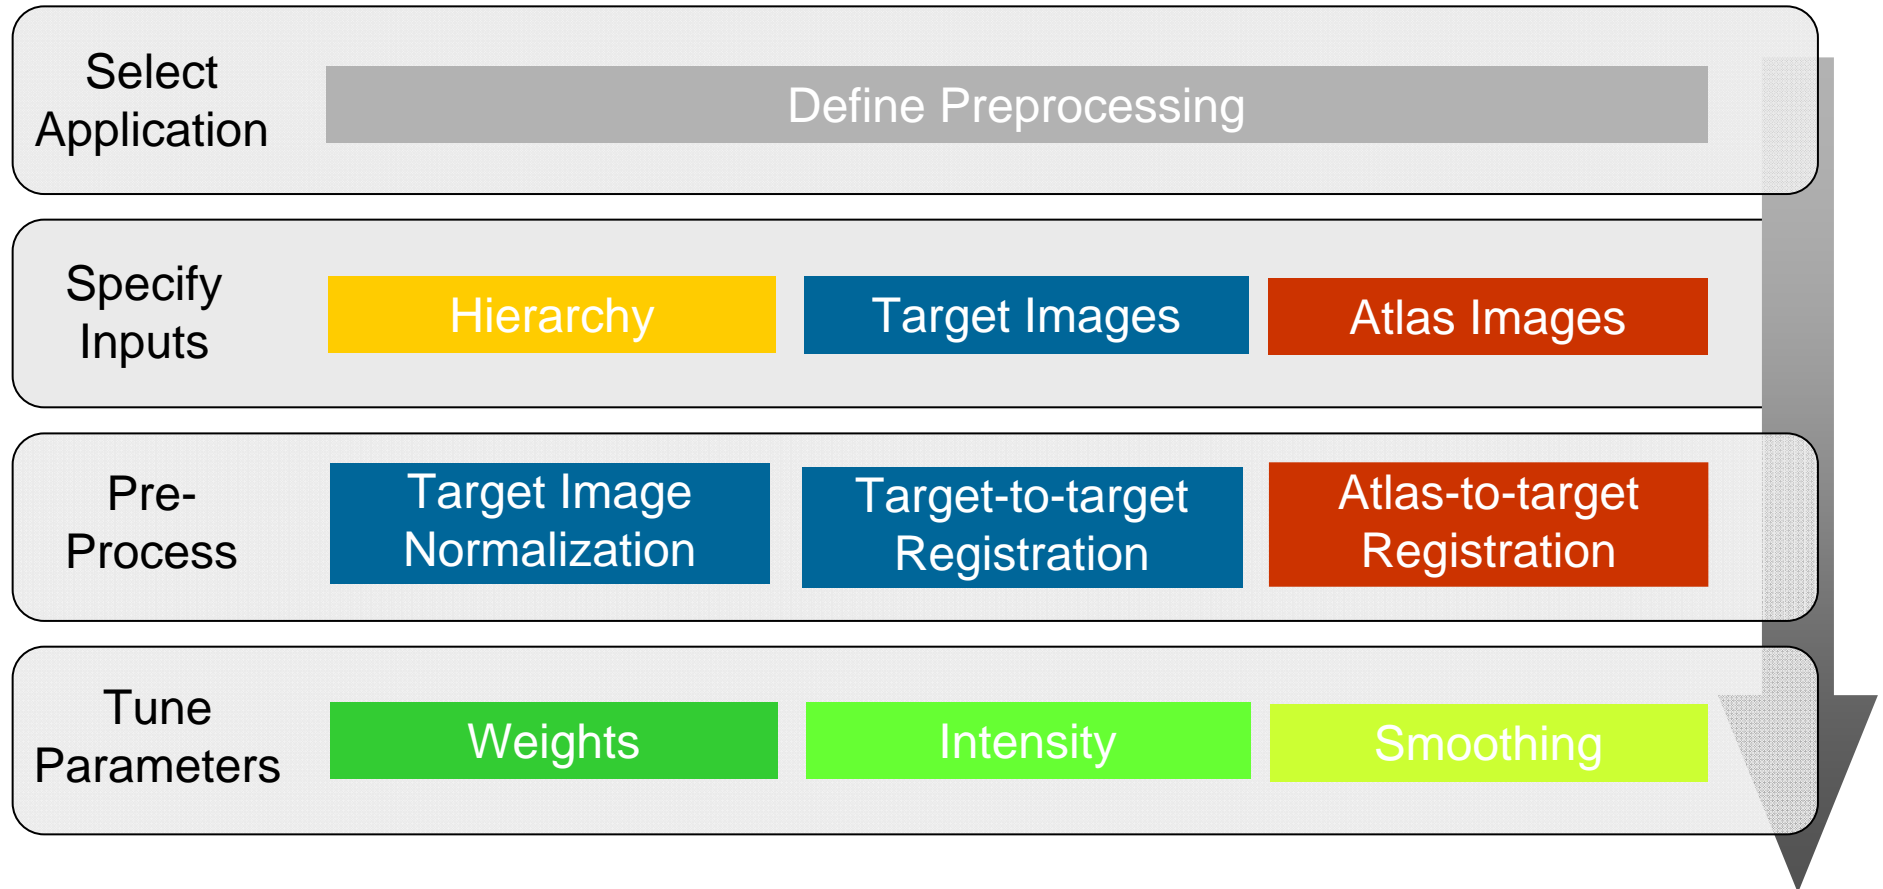 Select
Application
Define Preprocessing
Specify
Inputs
Hierarchy
Target Images
Atlas Images
Pre-
Process
Target Image
Normalization
Target-to-target
Registration
Atlas-to-target
Registration
Tune
Parameters
Weights
Intensity
Smoothing